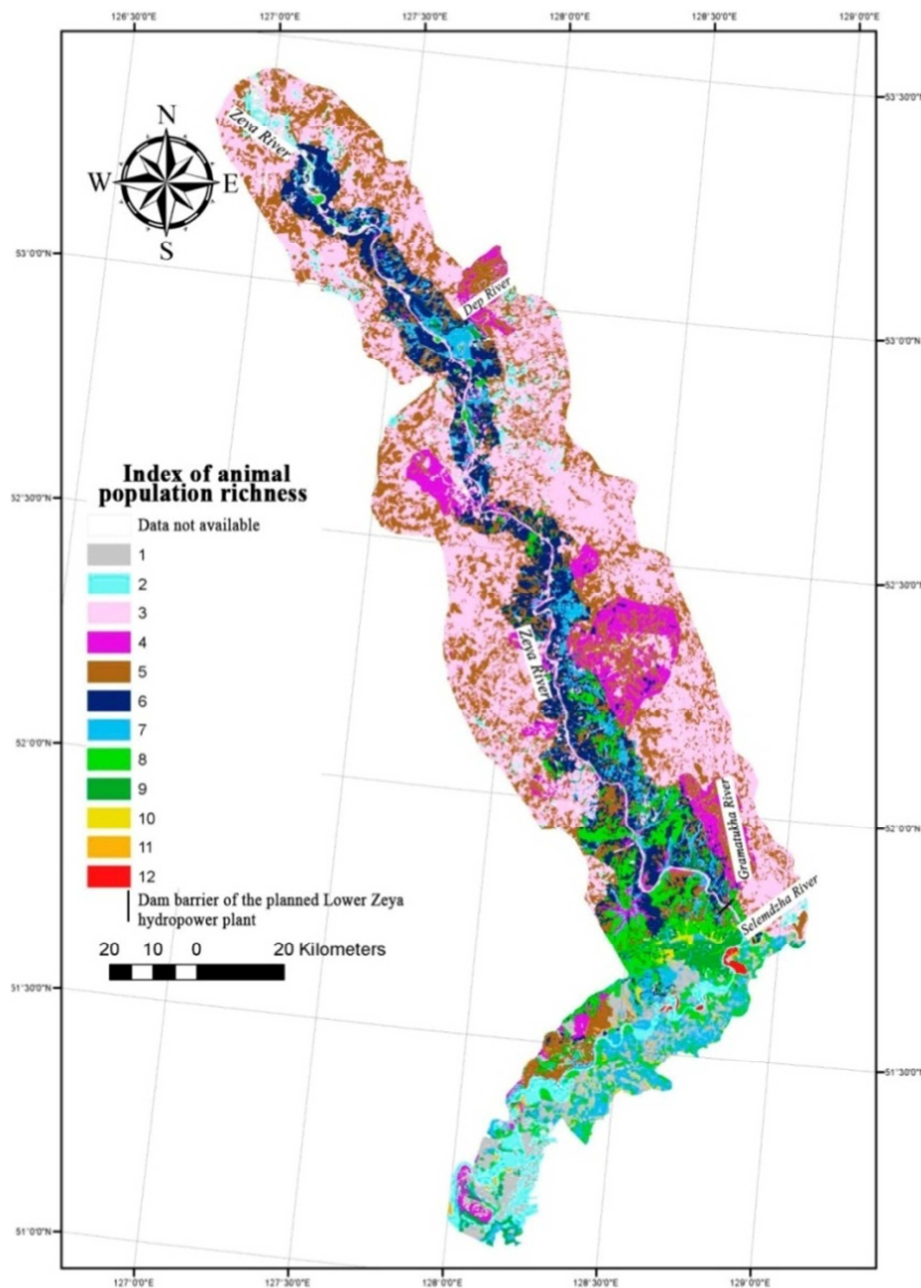 126°30'0"E 127°0'0"E 127°30'0"E 128°0'0"E 128°30'0"E 129°0'0"E
53°30'0"N
Zeya River
N
W E
S
53°0'0"N
Dep River
53°0'0"N
Index of animal
population richness
52°30'0"N
Data not available
1
2
52°30'0"N
3
4
Zeya River
5
6
7
52°0'0"N
8
9
10
52°0'0"N
11
Gramatukha River
12
Dam barrier of the planned Lower Zeya
hydropower plant
Selemdzha River
20 10 0 20 Kilometers
51°30'0"N
51°30'0"N
51°0'0"N
127°0'0"E 127°30'0"E 128°0'0"E 128°30'0"E 129°0'0"E